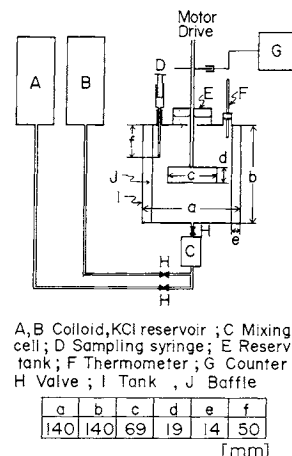 Motor
Drive
A
B
D
E
F
G
f
J
I
d
c
b
a
H
e
C
H
H
A,B Colloid,KCl reservoir ; C Mixing
cell ; D Sampling syringe ; E Reserv
tank ; F Thermometer ; G Counter
H Valve ; I Tank , J Baffle
a b c d e f
140 140 69 19 14 50
[mm]